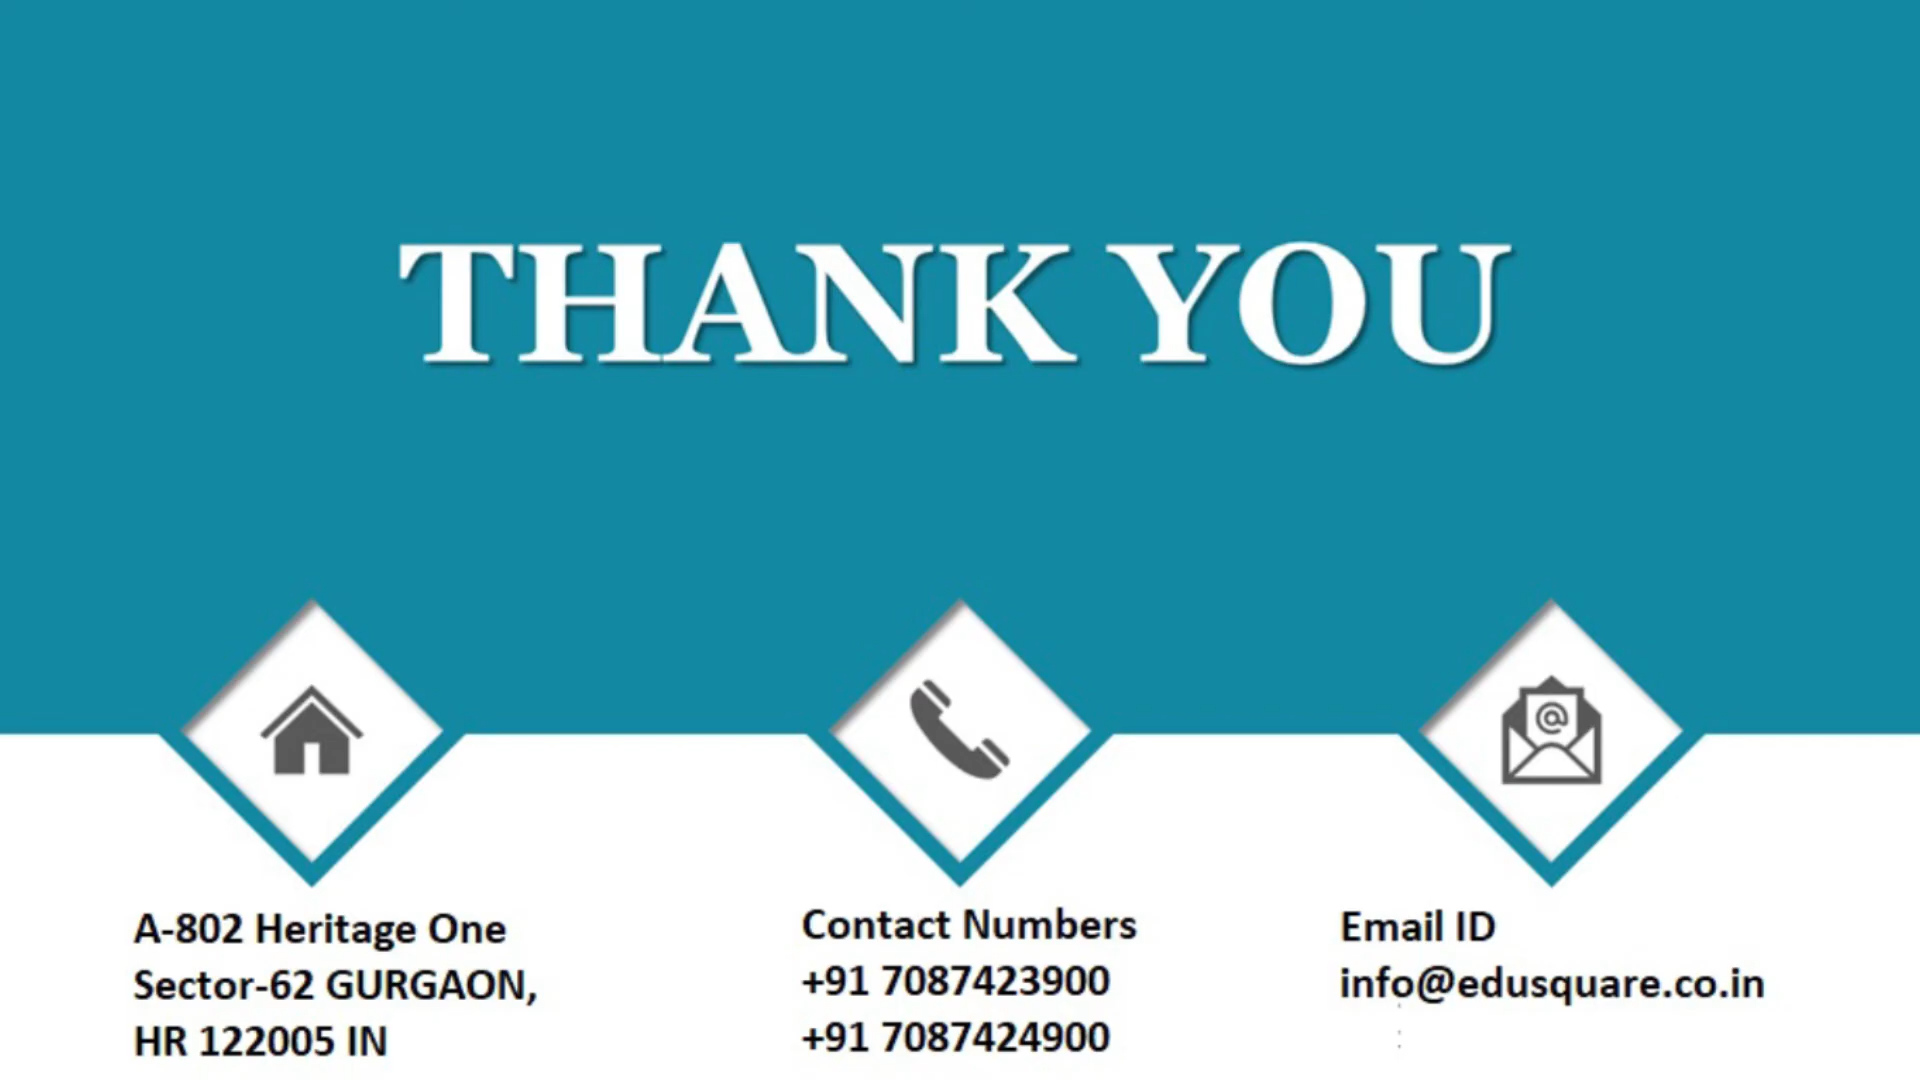 THANK YOU
A-802 Heritage One
Sector-62 GURGAON,
HR 122005 IN
Contact Numbers
+91 7087423900
+91 7087424900
Email ID
info@edusquare.co.in